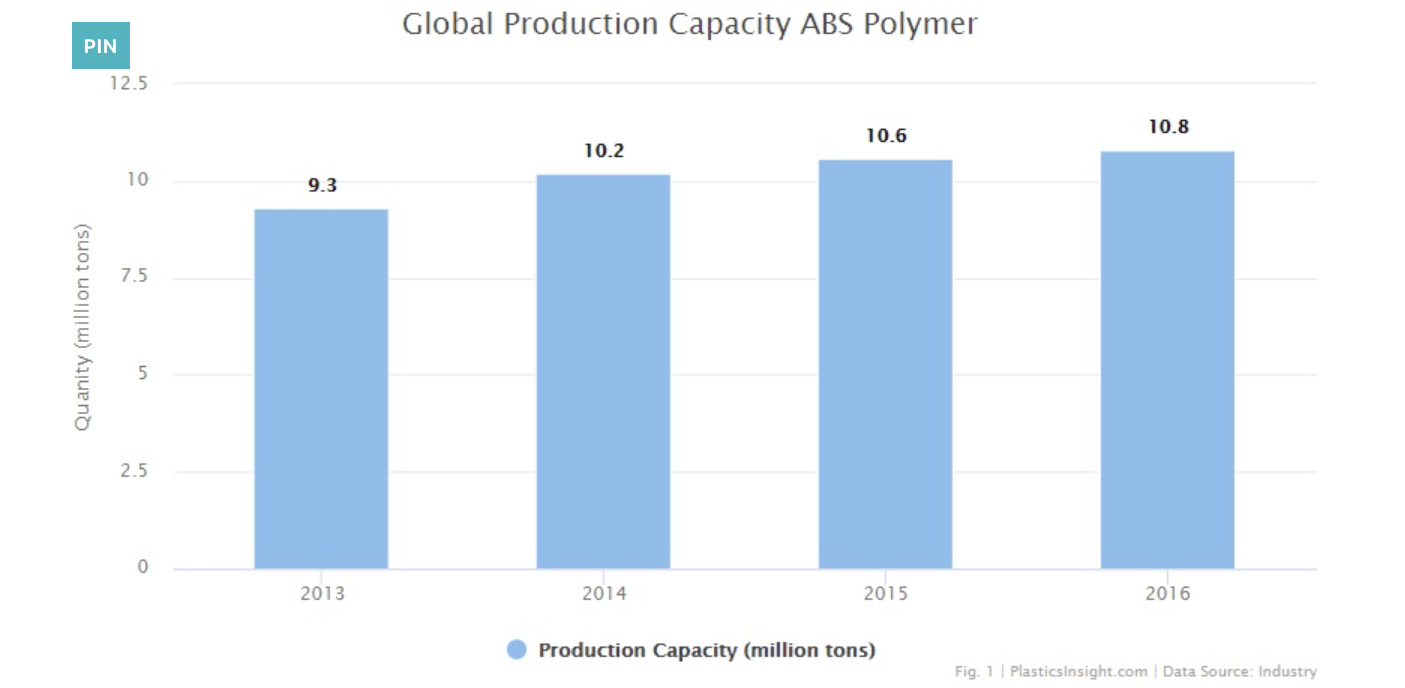 Global Production Capacity ABS Polymer
PIN
12.5
10
7.5
5
2.5
0
Quanity (million tons)
9.3
10.2
10.6
10.8
2013
2014
2015
2016
Production Capacity (million tons)
Fig. 1 | PlasticsInsight.com | Data Source: Industry